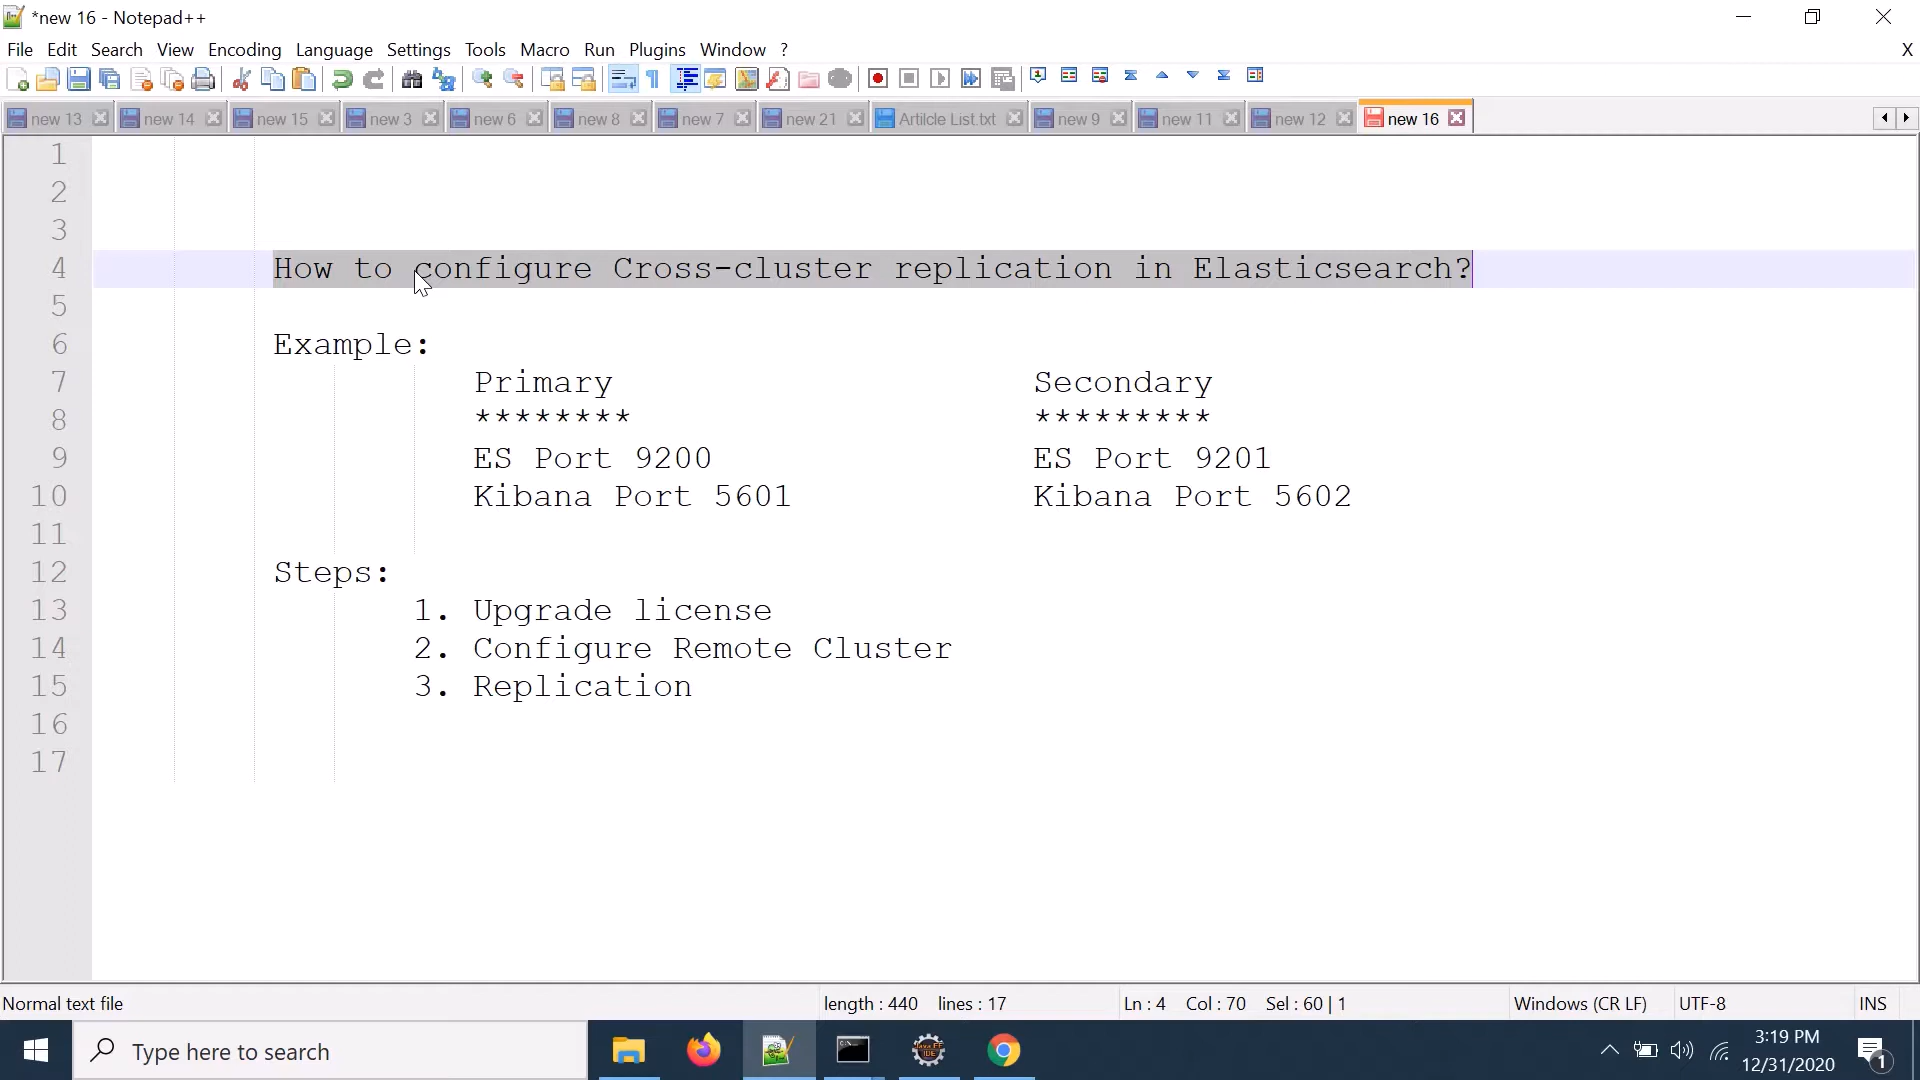 *new 16 - Notepad++
File Edit Search View Encoding Language Settings Tools Macro Run Plugins Window ? X
new 13 new 14 new 15 new 3 new 6 new 8 new 7 new 21 Artilcle List.txt new 9 new 11 new 12 new 16
1
2
3
4 How to configure Cross-cluster replication in Elasticsearch?
5
6 Example:
7 Primary Secondary
8 ******** *********
9 ES Port 9200 ES Port 9201
10 Kibana Port 5601 Kibana Port 5602
11
12 Steps:
13 1. Upgrade license
14 2. Configure Remote Cluster
15 3. Replication
16
17
Normal text file length : 440 lines : 17 Ln : 4 Col : 70 Sel : 60 | 1 Windows (CR LF) UTF-8 INS
Type here to search
3:19 PM
12/31/2020
1